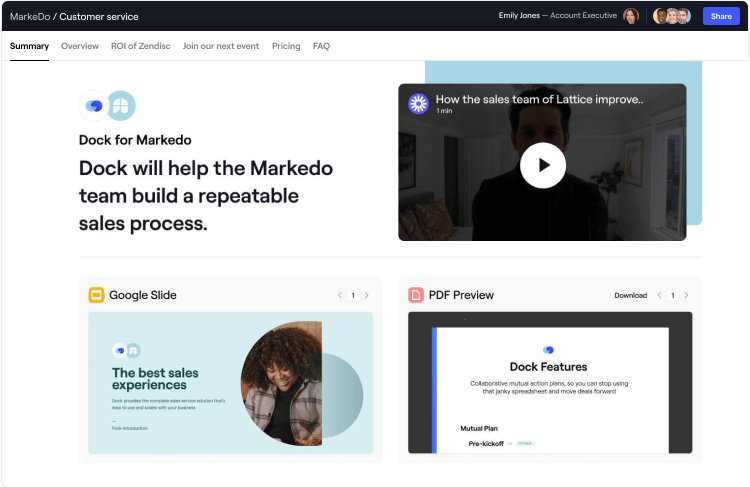 MarkeDo / Customer service
Emily Jones — Account Executive
Share
Summary Overview ROI of Zendisc Join our next event Pricing FAQ
How the sales team of Lattice improve..
1 min
Dock for Markedo
Dock will help the Markedo
team build a repeatable
sales process.
Google Slide
1
The best sales
experiences
Dock provides the complete sales service solution that's
easy to use and scales with your business
—
Flock Introduction
PDF Preview
Download
1
Dock Features
Collaborative mutual action plans, so you can stop using
that janky spreadsheet and move deals forward
Mutual Plan
Pre-kickoff